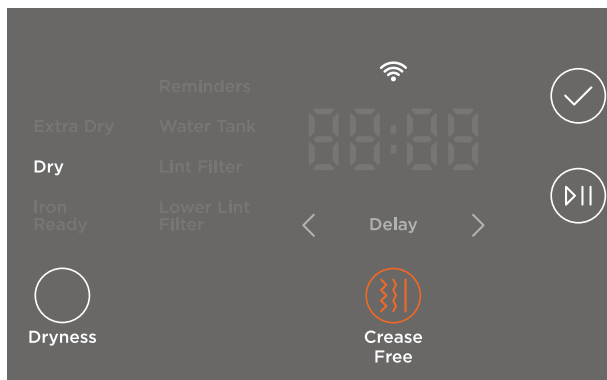 Reminders
Extra Dry
Water Tank
88:88
Dry
Lint Filter
Iron
Ready
Lower Lint
Filter
Delay
Dryness
Crease
Free